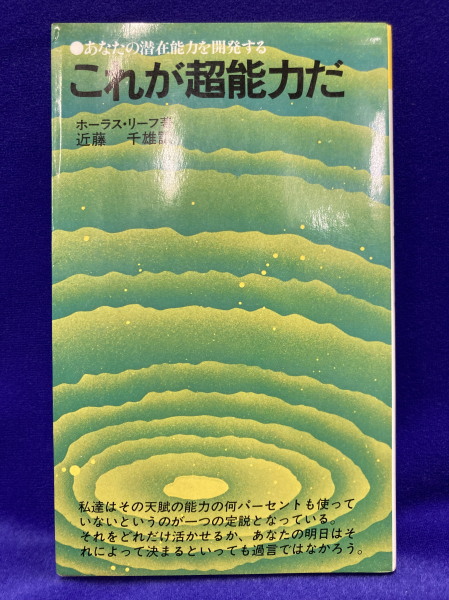 ●あなたの潜在能力を開発する
これが超能力だ
ホーラス・リーフ著
近藤 千雄訳
私達はその天賦の能力の何パーセントも使って
いないというのが一つの定説となっている。
それをどれだけ活かせるか、あなたの明日はそ
れによって決まるといっても過言ではなかろう。